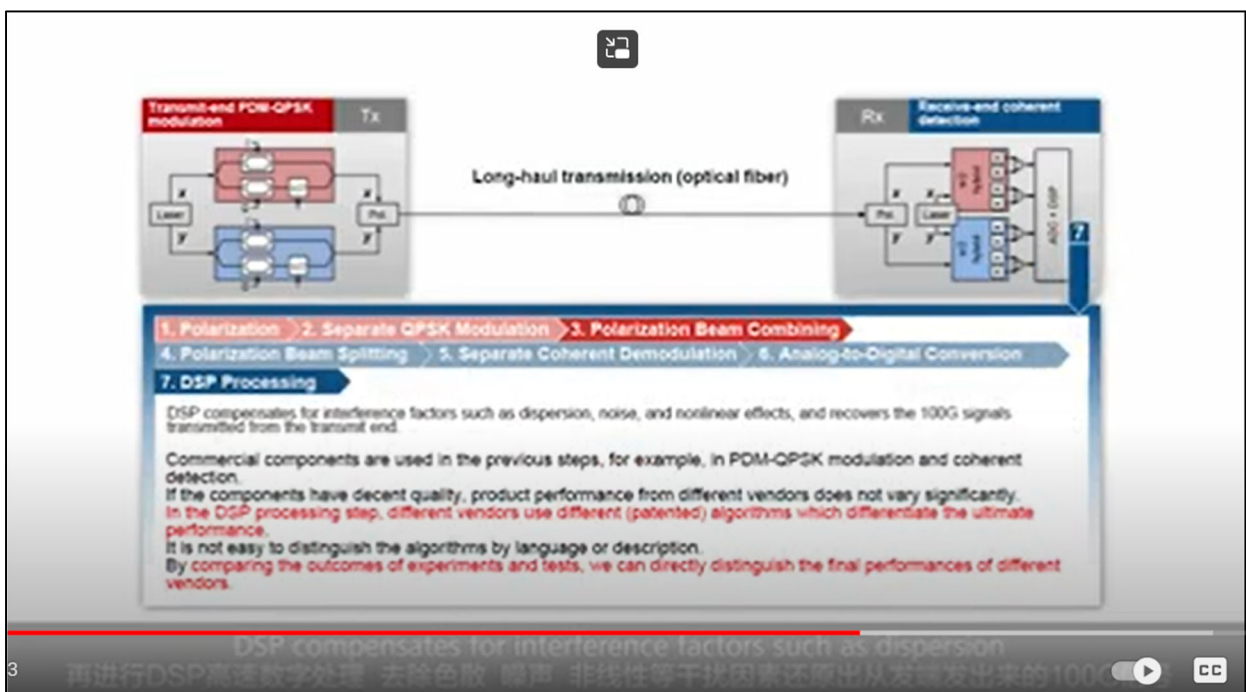 Transmit-end PDM-QPSK
modulation
Tx
Rx
Receive-end coherent
detection
Long-haul transmission (optical fiber)
x
Laser
y
x
Pol.
y
x
Pol.
y
x
Laser
y
ADC + DSP
7
1. Polarization
2. Separate QPSK Modulation
3. Polarization Beam Combining
4. Polarization Beam Splitting
5. Separate Coherent Demodulation
6. Analog-to-Digital Conversion
7. DSP Processing
DSP compensates for interference factors such as dispersion, noise, and nonlinear effects, and recovers the 100G signals
transmitted from the transmit end.
Commercial components are used in the previous steps, for example, in PDM-QPSK modulation and coherent
detection.
If the components have decent quality, product performance from different vendors does not vary significantly.
In the DSP processing step, different vendors use different (patented) algorithms which differentiate the ultimate
performance.
It is not easy to distinguish the algorithms by language or description.
By comparing the outcomes of experiments and tests, we can directly distinguish the final performances of different
vendors.
DSP compensates for interference factors such as dispersion
3
再进行DSP高速数字处理 去除色散 噪声 非线性等干扰因素还原出从发端发出来的100G
CC